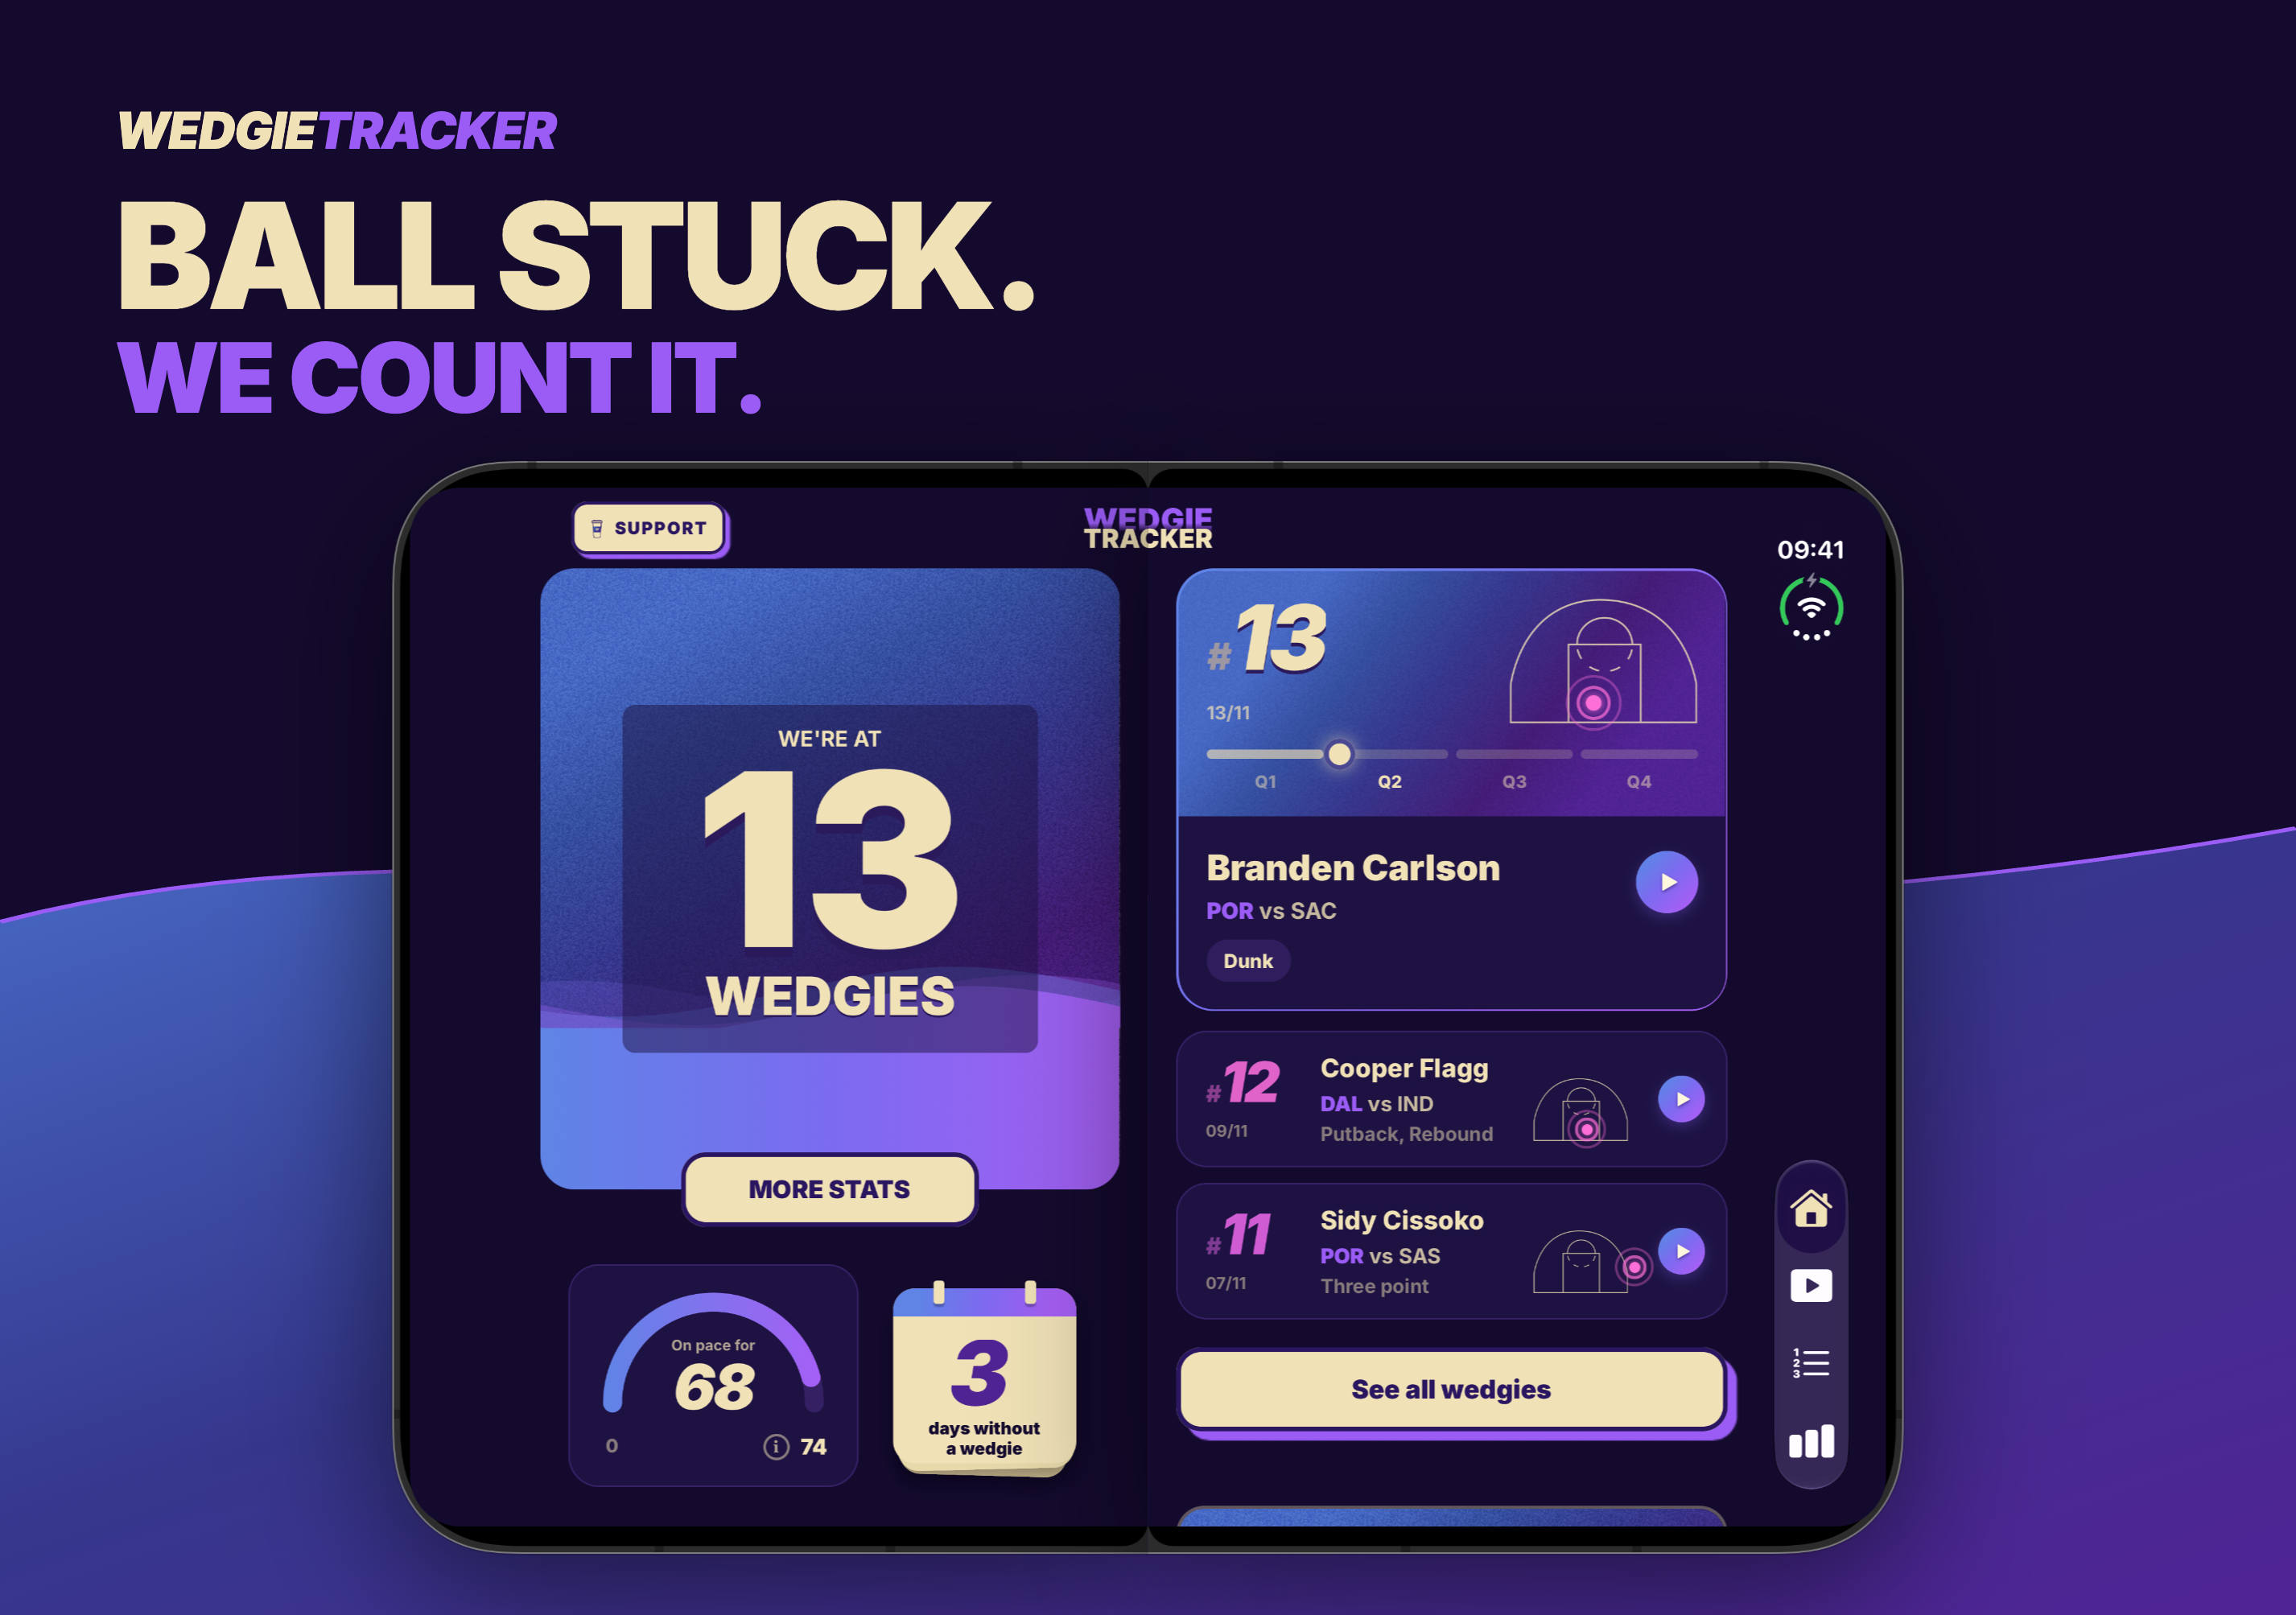 WEDGIETRACKER
BALL STUCK.
WE COUNT IT.
SUPPORT
WEDGIE
TRACKER
09:41
WE'RE AT
13
WEDGIES
MORE STATS
On pace for
68
0
i 74
3
days without
a wedgie
#13
13/11
Q1 Q2 Q3 Q4
Branden Carlson
POR vs SAC
Dunk
#12
09/11
Cooper Flagg
DAL vs IND
Putback, Rebound
#11
07/11
Sidy Cissoko
POR vs SAS
Three point
See all wedgies
1
2
3